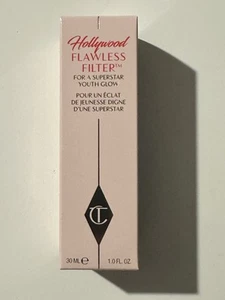 Hollywood
FLAWLESS
FILTER™
FOR A SUPERSTAR
YOUTH GLOW
POUR UN ÉCLAT
DE JEUNESSE DIGNE
D'UNE SUPERSTAR
CT
30 ML ℮ 1.0 FL. OZ.